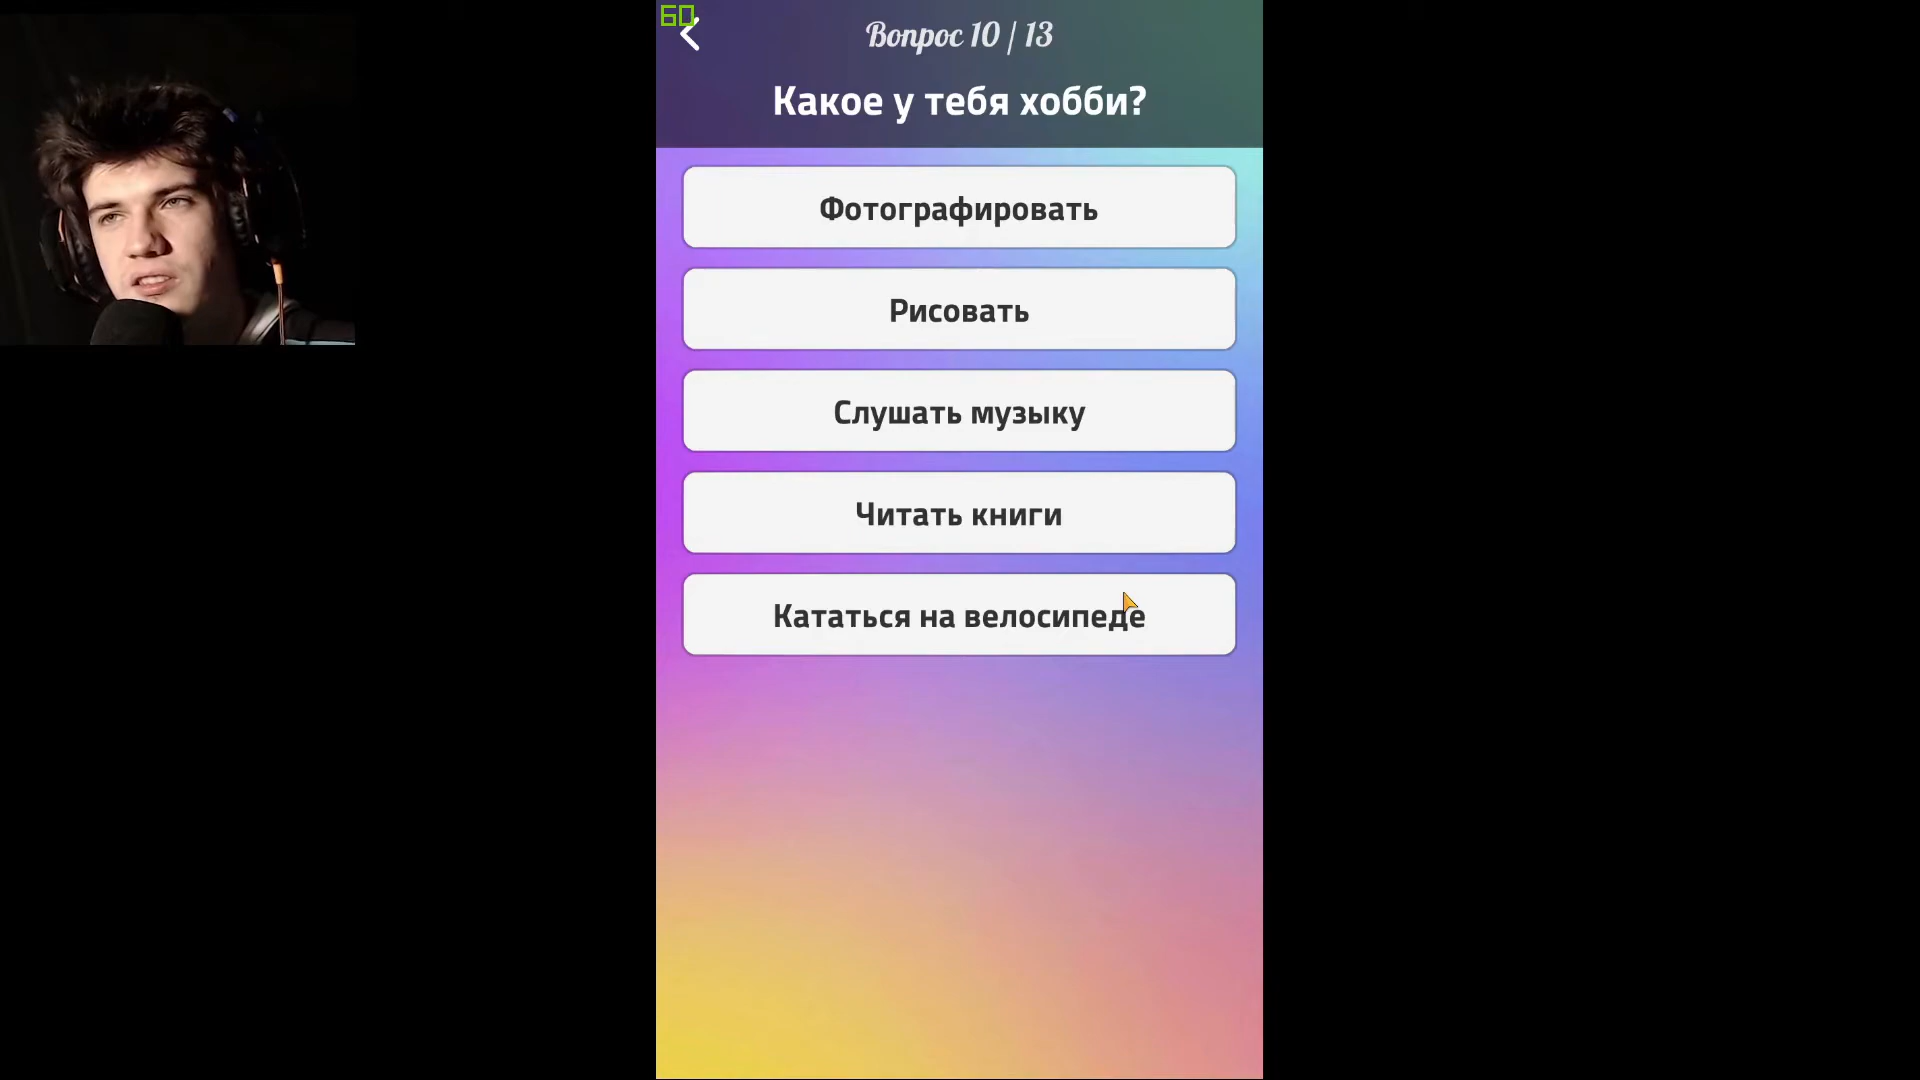 60
Вопрос 10 / 13
Какое у тебя хобби?
Фотографировать
Рисовать
Слушать музыку
Читать книги
Кататься на велосипеде